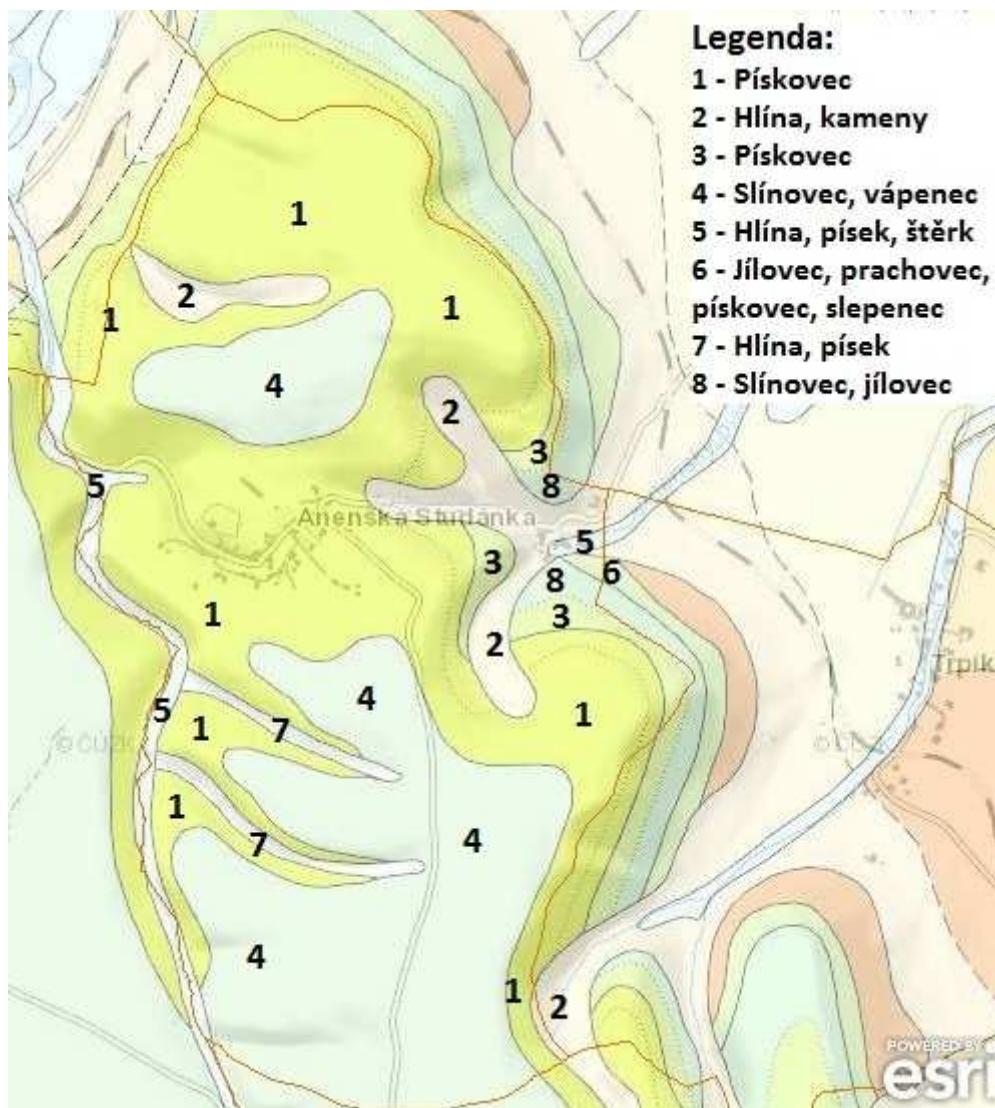 Legenda:
1 - Pískovec
2 - Hlína, kameny
3 - Pískovec
4 - Slínovec, vápenec
5 - Hlína, písek, štěrk
6 - Jílovec, prachovec,
pískovec, slepenec
7 - Hlína, písek
8 - Slínovec, jílovec
1
2
1
1
4
2
3
8
5
Anenská Studánka
5
3
8
6
3
1
2
4
5
1
7
1
© ČÚZK
1
4
7
4
1
2
POWERED BY
esri